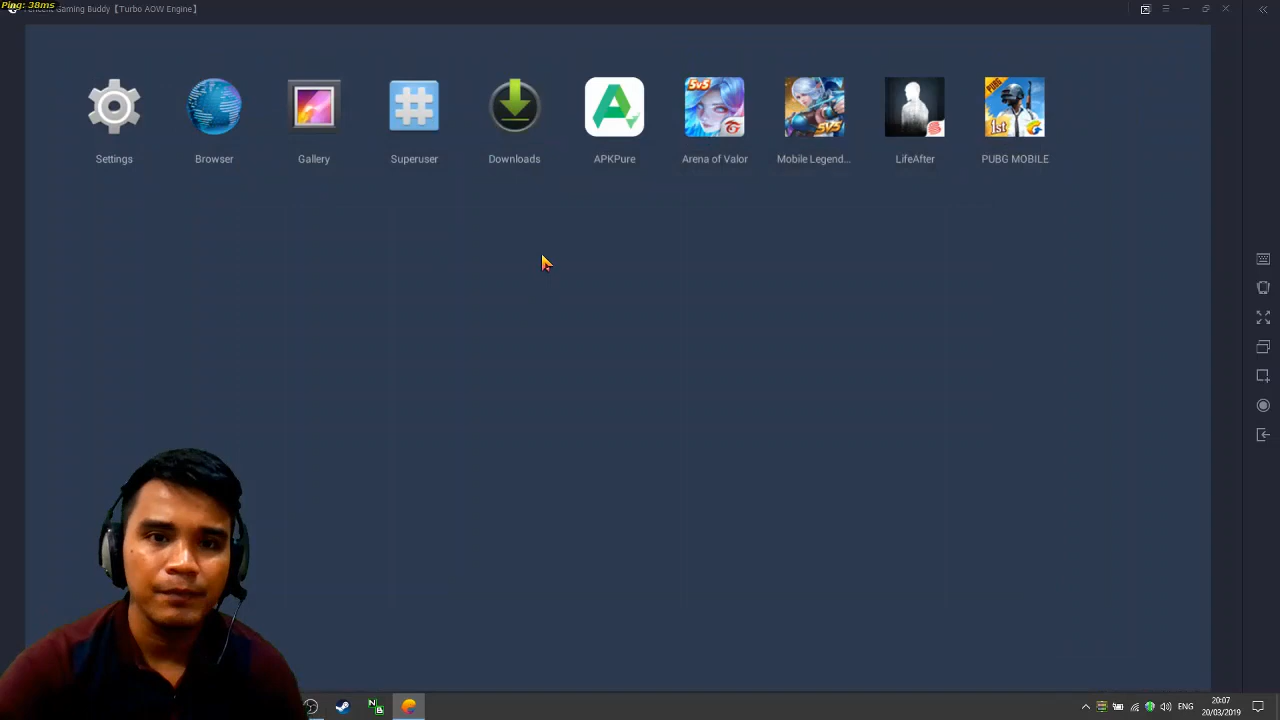 Ping: 38ms
Gaming Buddy【Turbo AOW Engine】
5V5
5V5
PUBG
1st
Settings
Browser
Gallery
Superuser
Downloads
APKPure
Arena of Valor
Mobile Legend...
LifeAfter
PUBG MOBILE
ENG
20:07
20/03/2019